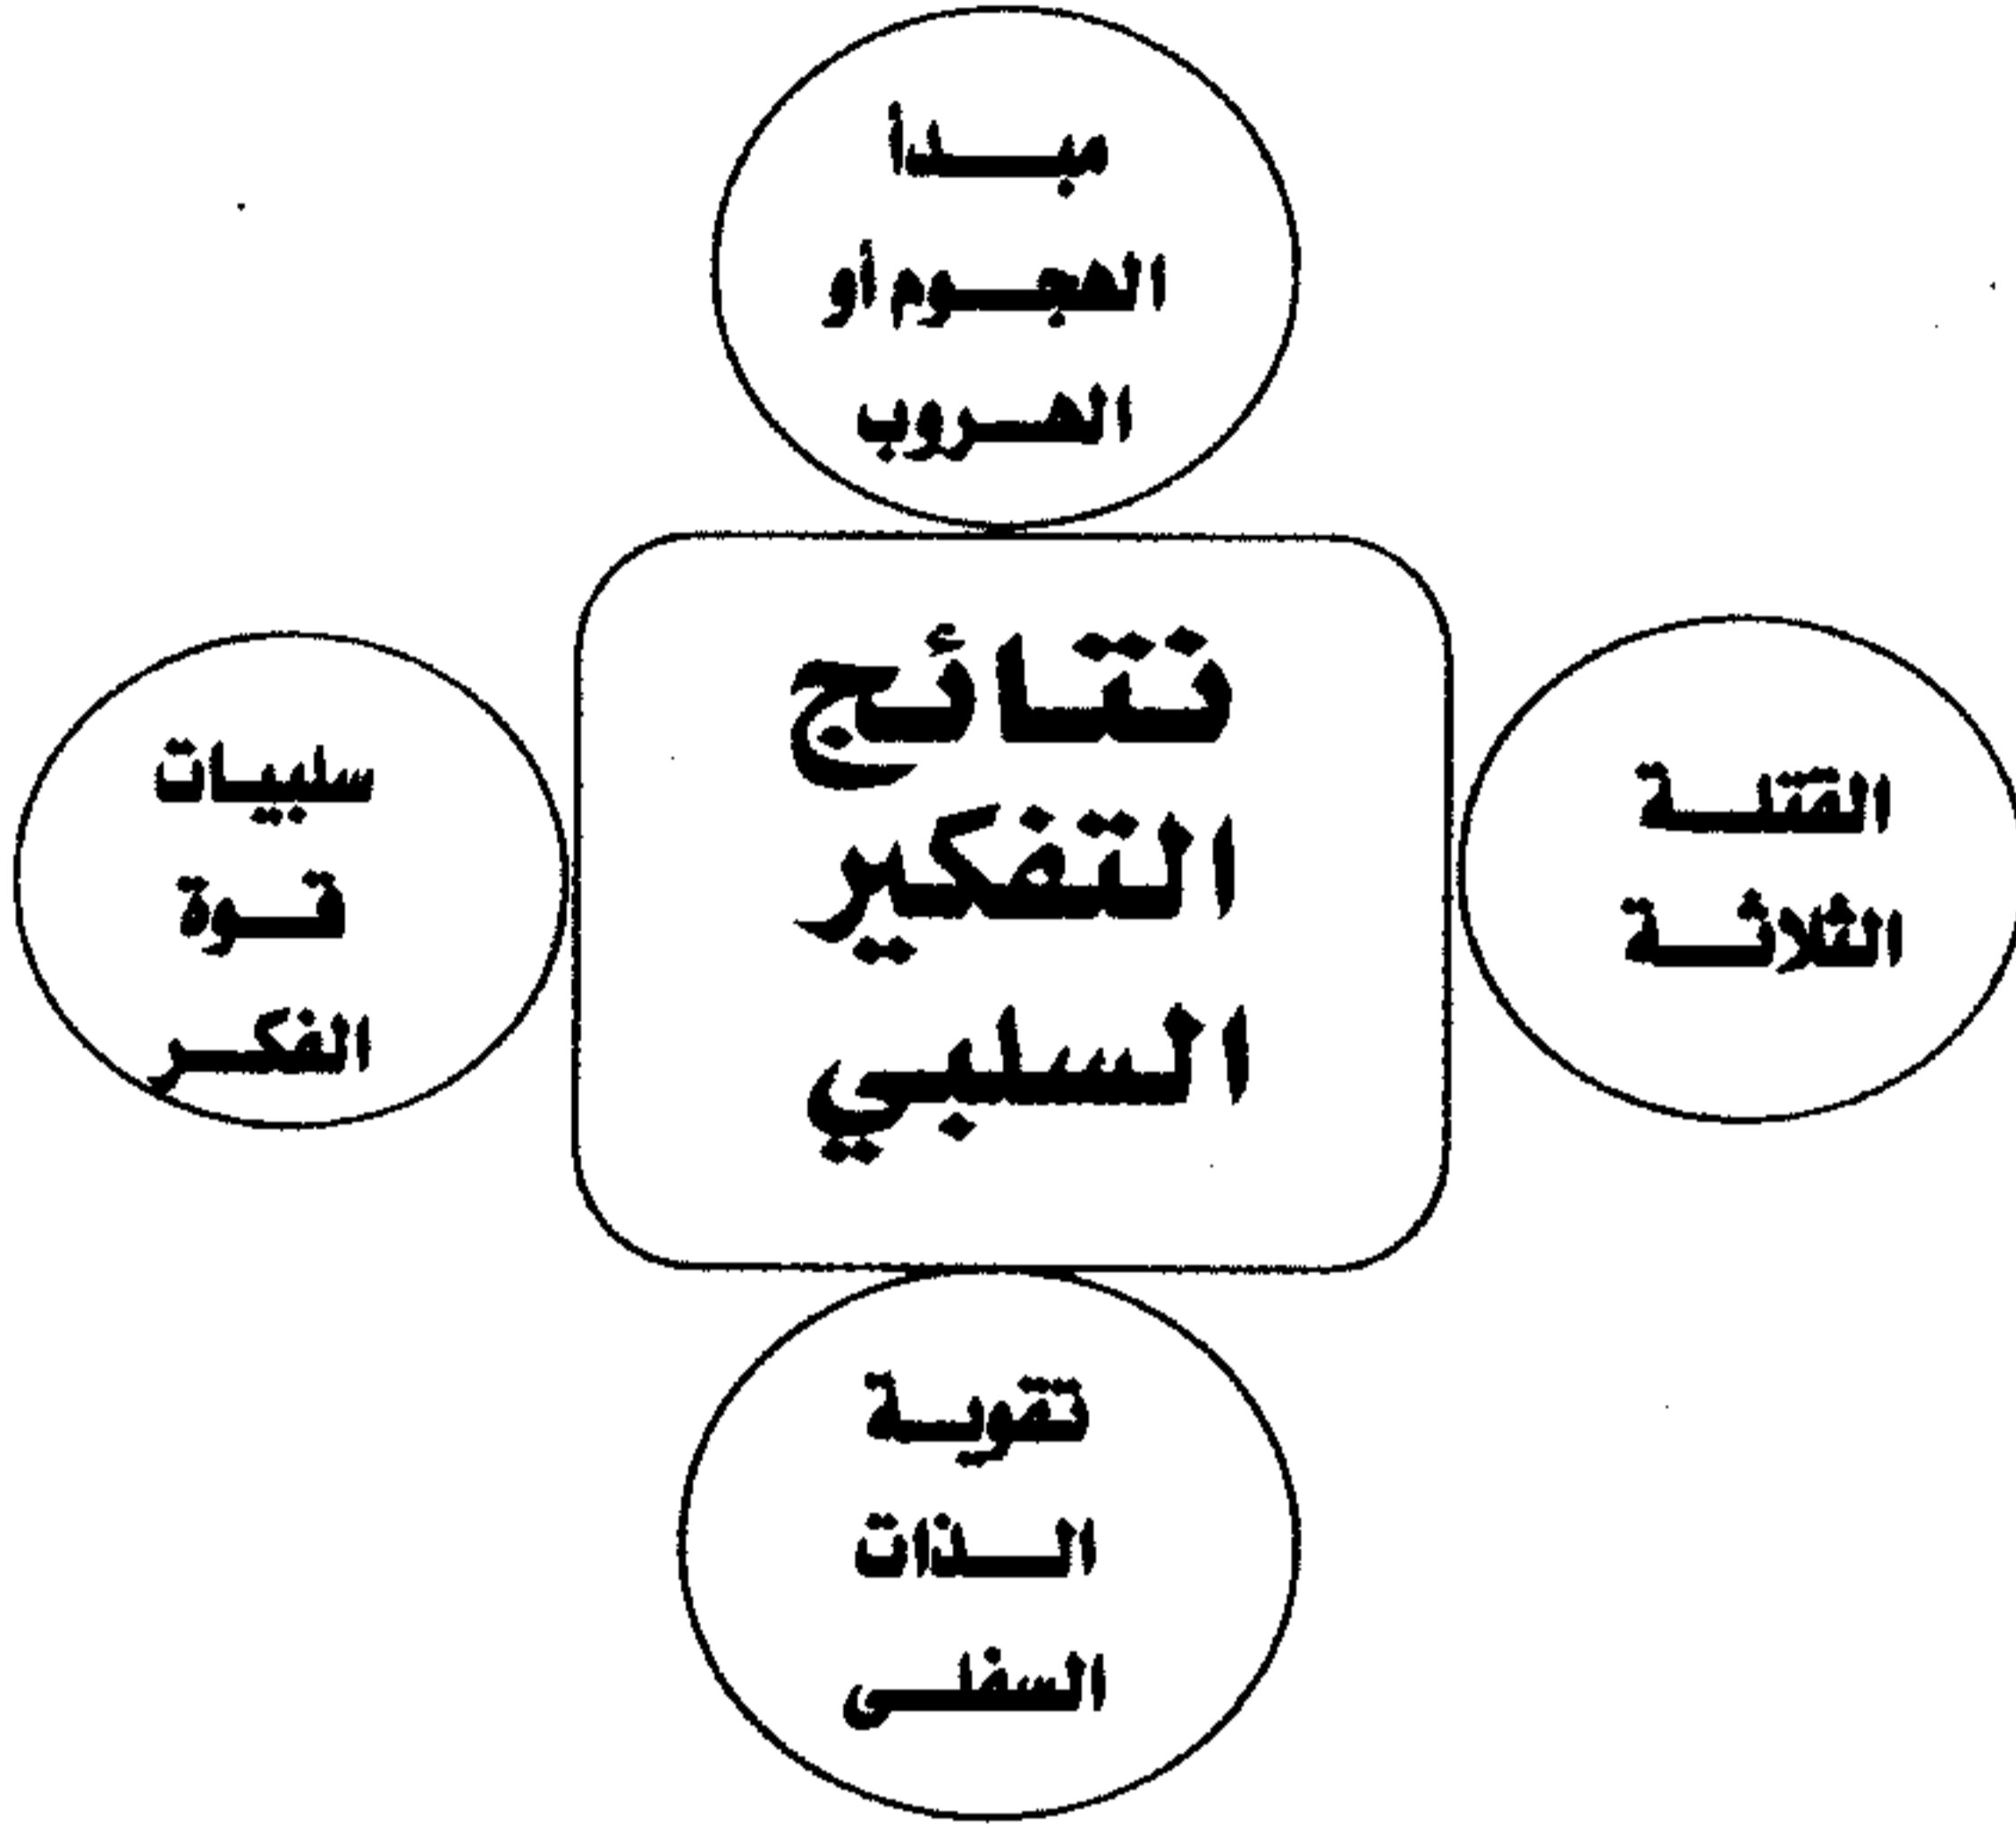 مبدأ
الهجوم أو
الهروب
نتائج
التفكير
السلبي
القتلة
الثلاثة
سلبيات
قوة
الفكر
تقوية
الذات
السفلى